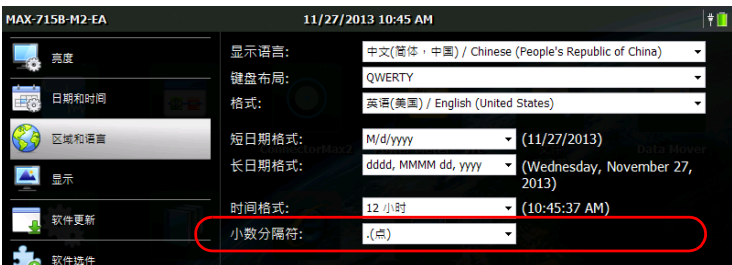 MAX-715B-M2-EA 11/27/2013 10:45 AM
亮度
日期和时间
区域和语言
显示
软件更新
软件选件
显示语言: 中文(简体，中国) / Chinese (People's Republic of China)
键盘布局: QWERTY
格式: 英语(美国) / English (United States)
短日期格式: M/d/yyyy (11/27/2013)
长日期格式: dddd, MMMM dd, yyyy (Wednesday, November 27,
2013)
时间格式: 12 小时 (10:45:37 AM)
小数分隔符: .(点)
ConnectorMax2
Data Mover